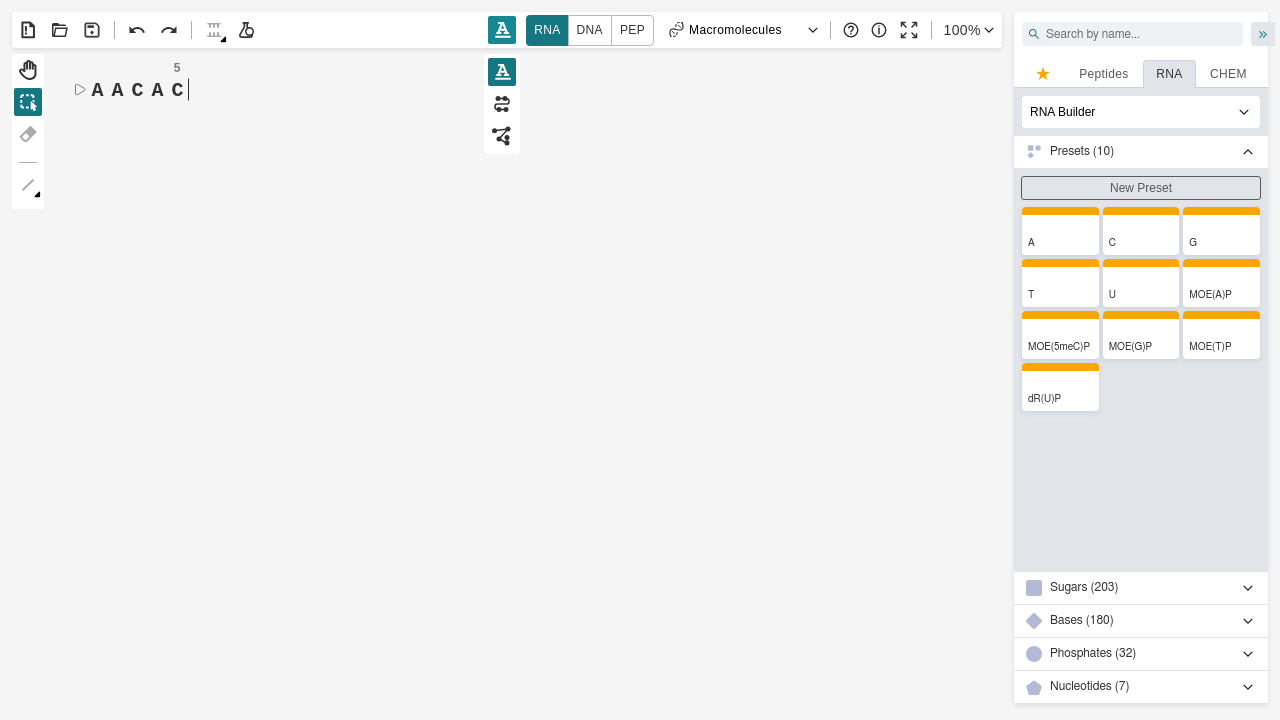 RNA DNA PEP
Macromolecules
100%
5
A A C A C
Search by name...
Peptides RNA CHEM
RNA Builder
Presets (10)
New Preset
A C G
T U MOE(A)P
MOE(5meC)P MOE(G)P MOE(T)P
dR(U)P
Sugars (203)
Bases (180)
Phosphates (32)
Nucleotides (7)